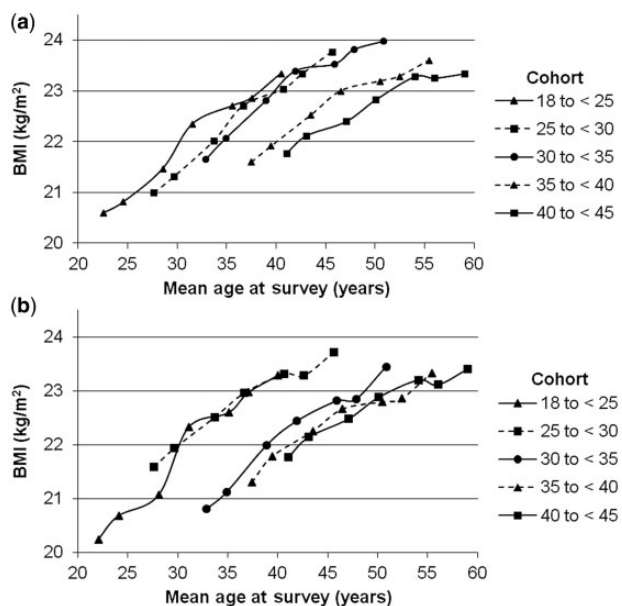 (a)
24
23
22
21
20
BMI (kg/m²)
20 25 30 35 40 45 50 55 60
Mean age at survey (years)
Cohort
18 to < 25
25 to < 30
30 to < 35
35 to < 40
40 to < 45
(b)
24
23
22
21
20
BMI (kg/m²)
20 25 30 35 40 45 50 55 60
Mean age at survey (years)
Cohort
18 to < 25
25 to < 30
30 to < 35
35 to < 40
40 to < 45